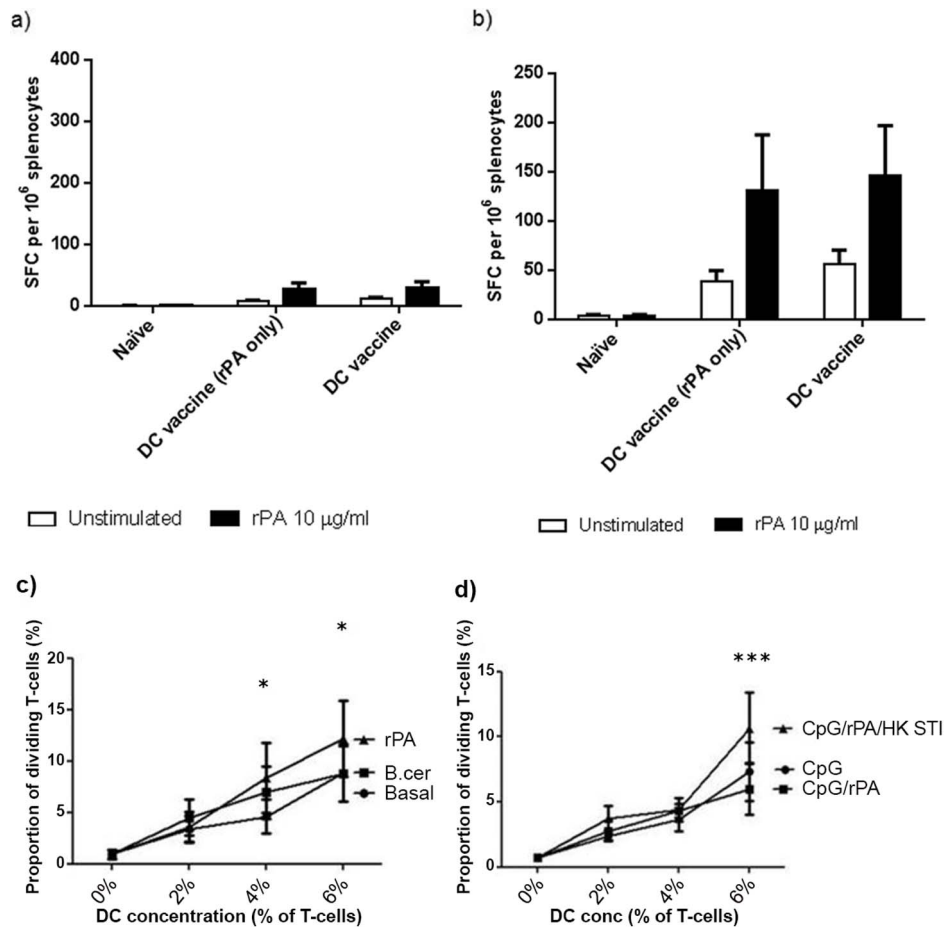 a)
SFC per 10⁶ splenocytes
400
300
200
100
0
Naïve
DC vaccine (rPA only)
DC vaccine
Unstimulated
rPA 10 μg/ml
b)
SFC per 10⁶ splenocytes
250
200
150
100
50
0
Naïve
DC vaccine (rPA only)
DC vaccine
Unstimulated
rPA 10 μg/ml
c)
Proportion of dividing T-cells (%)
20
15
10
5
0
*
*
rPA
B.cer
Basal
0%
2%
4%
6%
DC concentration (% of T-cells)
d)
Proportion of dividing T-cells (%)
15
10
5
0
***
CpG/rPA/HK STI
CpG
CpG/rPA
0%
2%
4%
6%
DC conc (% of T-cells)